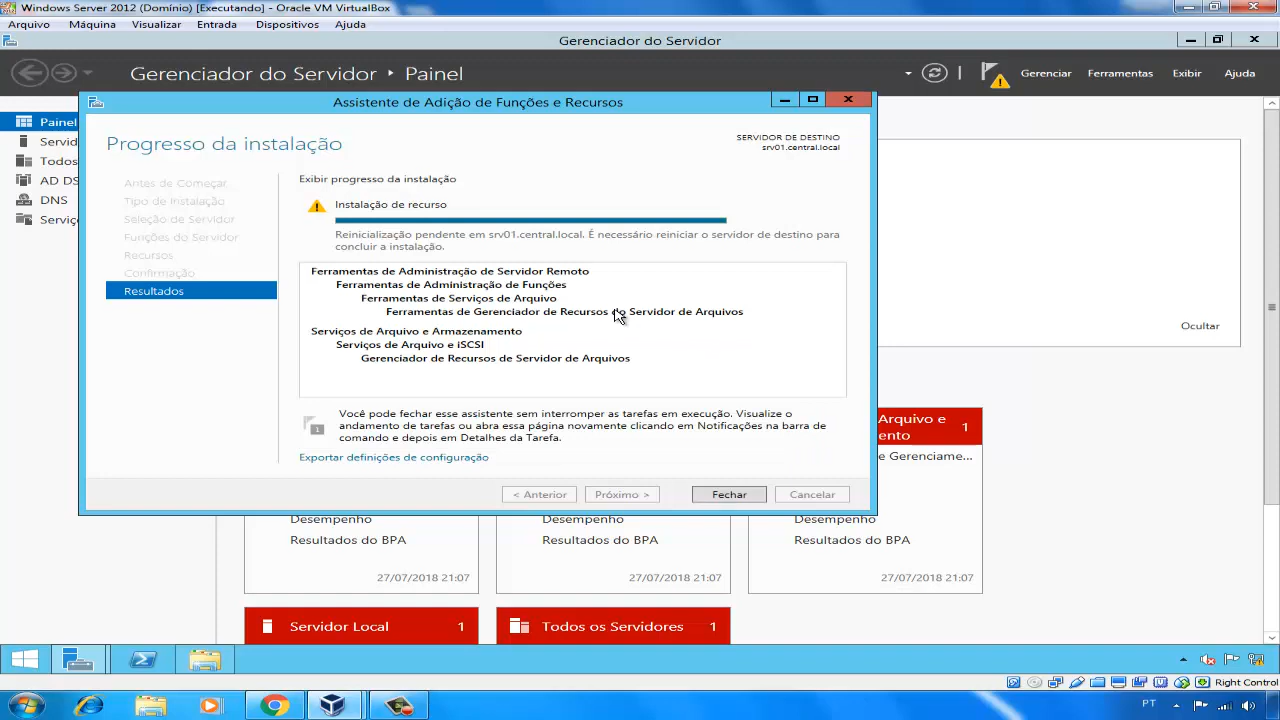 Windows Server 2012 (Domínio) [Executando] - Oracle VM VirtualBox
Arquivo Máquina Visualizar Entrada Dispositivos Ajuda
Gerenciador do Servidor
Gerenciador do Servidor ‣ Painel
Gerenciar Ferramentas Exibir Ajuda
Assistente de Adição de Funções e Recursos
Painel
Servid
Todos
AD DS
DNS
Serviç
Progresso da instalação
SERVIDOR DE DESTINO
srv01.central.local
Antes de Começar
Tipo de Instalação
Seleção de Servidor
Funções do Servidor
Recursos
Confirmação
Resultados
Exibir progresso da instalação
Instalação de recurso
Reinicialização pendente em srv01.central.local. É necessário reiniciar o servidor de destino para
concluir a instalação.
Ferramentas de Administração de Servidor Remoto
Ferramentas de Administração de Funções
Ferramentas de Serviços de Arquivo
Ferramentas de Gerenciador de Recursos do Servidor de Arquivos
Serviços de Arquivo e Armazenamento
Serviços de Arquivo e iSCSI
Gerenciador de Recursos de Servidor de Arquivos
1
Você pode fechar esse assistente sem interromper as tarefas em execução. Visualize o
andamento de tarefas ou abra essa página novamente clicando em Notificações na barra de
comando e depois em Detalhes da Tarefa.
Exportar definições de configuração
< Anterior Próximo > Fechar Cancelar
Ocultar
Arquivo e
ento 1
e Gerenciame...
Desempenho Desempenho Desempenho
Resultados do BPA Resultados do BPA Resultados do BPA
27/07/2018 21:07 27/07/2018 21:07 27/07/2018 21:07
Servidor Local 1 Todos os Servidores 1
Right Control
PT